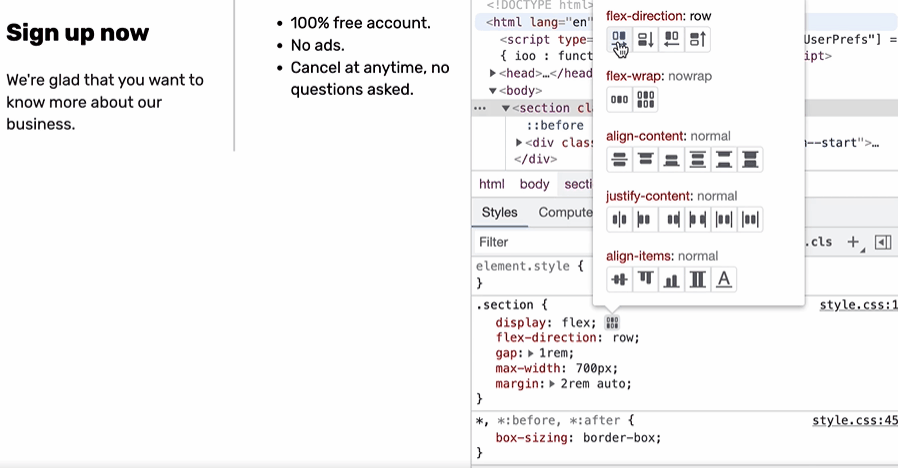 Sign up now
We're glad that you want to
know more about our
business.
100% free account.
No ads.
Cancel at anytime, no
questions asked.
<!DOCTYPE html>
<html lang="en"
<script type=
UserPrefs"] =
{ ioo : funct
ipt>
<head>…</head
<body>
<section cl
::before
<div clas
--start">…
</div>
html body secti
Styles Compute
Filter
.cls
element.style {
}
.section {
style.css:1
display: flex;
flex-direction: row;
gap: 1rem;
max-width: 700px;
margin: 2rem auto;
}
*, *:before, *:after {
style.css:45
box-sizing: border-box;
}
flex-direction: row
flex-wrap: nowrap
align-content: normal
justify-content: normal
align-items: normal